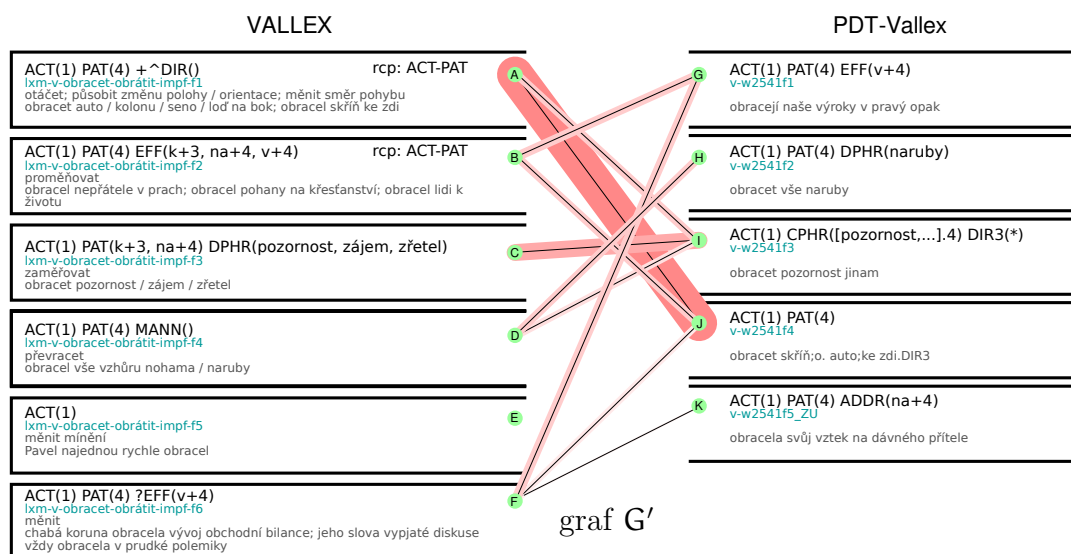 VALLEX
ACT(1) PAT(4) +^DIR() rcp: ACT-PAT
lxm-v-obracet-obrátit-impf-f1
otáčet; působit změnu polohy / orientace; měnit směr pohybu
obracet auto / kolonu / seno / loď na bok; obracel skříň ke zdi
ACT(1) PAT(4) EFF(k+3, na+4, v+4) rcp: ACT-PAT
lxm-v-obracet-obrátit-impf-f2
proměňovat
obracel nepřátele v prach; obracel pohany na křesťanství; obracel lidi k
životu
ACT(1) PAT(k+3, na+4) DPHR(pozornost, zájem, zřetel)
lxm-v-obracet-obrátit-impf-f3
zaměřovat
obracet pozornost / zájem / zřetel
ACT(1) PAT(4) MANN()
lxm-v-obracet-obrátit-impf-f4
převracet
obracel vše vzhůru nohama / naruby
ACT(1)
lxm-v-obracet-obrátit-impf-f5
měnit mínění
Pavel najednou rychle obracel
ACT(1) PAT(4) ?EFF(v+4)
lxm-v-obracet-obrátit-impf-f6
měnit
chabá koruna obracela vývoj obchodní bilance; jeho slova vypjaté diskuse
vždy obracela v prudké polemiky
A
B
C
D
E
F
G
H
I
J
K
graf G′
PDT-Vallex
ACT(1) PAT(4) EFF(v+4)
v-w2541f1
obracejí naše výroky v pravý opak
ACT(1) PAT(4) DPHR(naruby)
v-w2541f2
obracet vše naruby
ACT(1) CPHR([pozornost,...].4) DIR3(*)
v-w2541f3
obracet pozornost jinam
ACT(1) PAT(4)
v-w2541f4
obracet skříň;o. auto;ke zdi.DIR3
ACT(1) PAT(4) ADDR(na+4)
v-w2541f5_ZU
obracela svůj vztek na dávného přítele